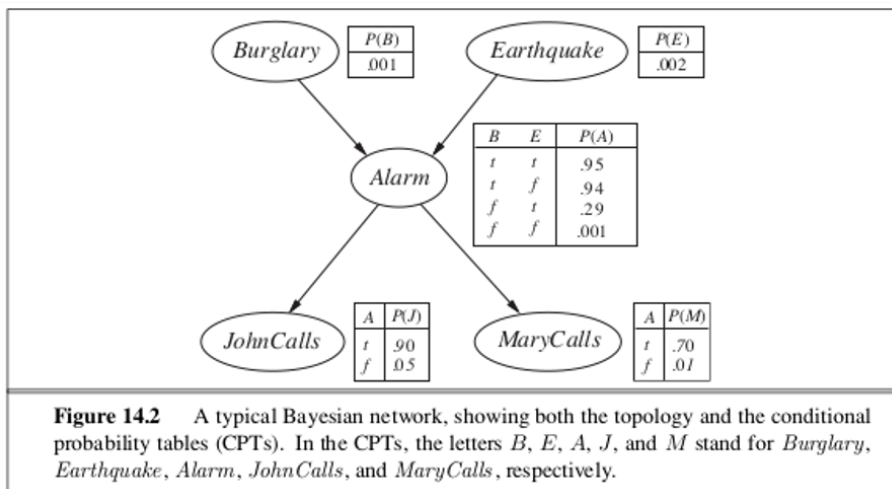 Burglary
P(B)
.001
Earthquake
P(E)
.002
Alarm
B E P(A)
t t .95
t f .94
f t .29
f f .001
JohnCalls
A P(J)
t .90
f .05
MaryCalls
A P(M)
t .70
f .01
Figure 14.2 A typical Bayesian network, showing both the topology and the conditional
probability tables (CPTs). In the CPTs, the letters B, E, A, J, and M stand for Burglary,
Earthquake, Alarm, JohnCalls, and MaryCalls, respectively.